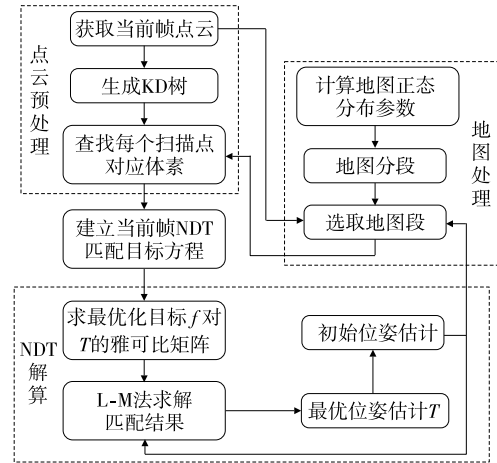 获取当前帧点云
生成KD树
查找每个扫描点
对应体素
点云预处理
计算地图正态
分布参数
地图分段
选取地图段
地图处理
建立当前帧NDT
匹配目标方程
求最优化目标f对
T的雅可比矩阵
L-M法求解
匹配结果
初始位姿估计
最优位姿估计T
NDT
解算